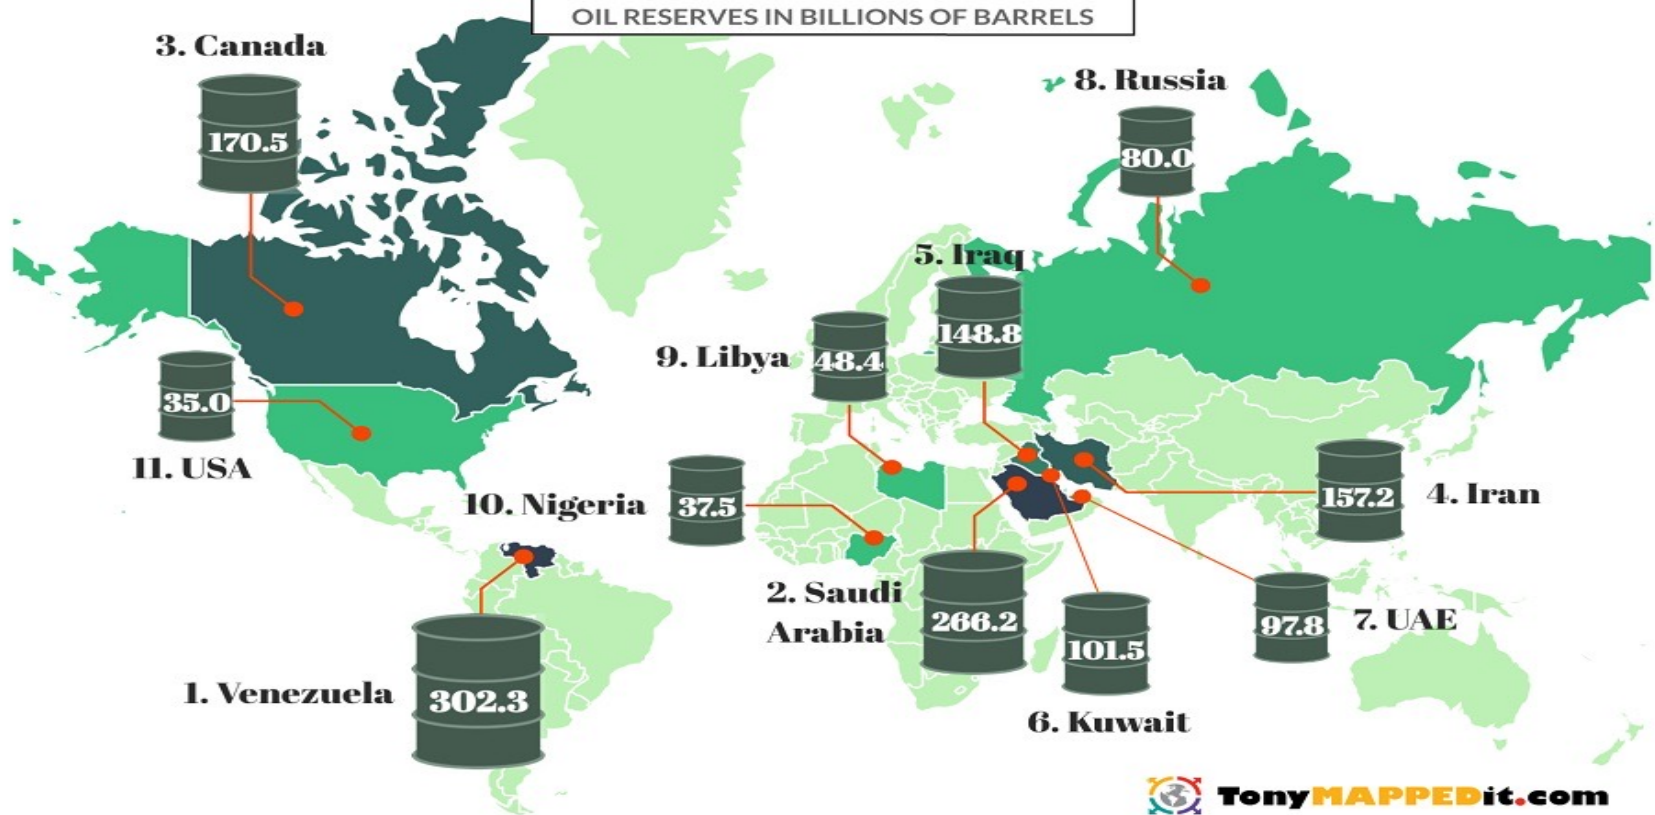 OIL RESERVES IN BILLIONS OF BARRELS
3. Canada
170.5
8. Russia
80.0
5. Iraq
148.8
9. Libya
48.4
35.0
11. USA
10. Nigeria
37.5
157.2
4. Iran
2. Saudi
Arabia
266.2
101.5
6. Kuwait
97.8
7. UAE
1. Venezuela
302.3
TonyMAPPEDit.com